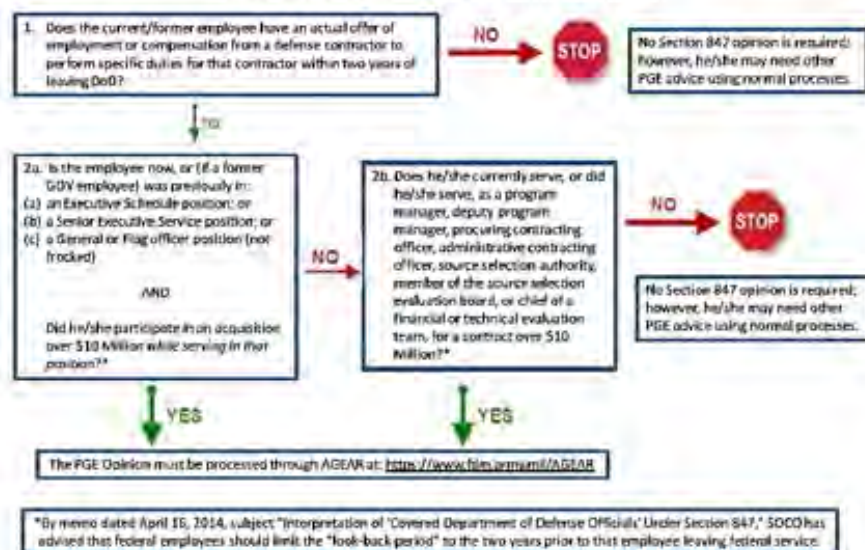 1. Does the current/former employee have an actual offer of
employment or compensation from a defense contractor to
perform specific duties for that contractor within two years of
leaving DoD?
NO
STOP
No Section 847 opinion is required;
however, he/she may need other
PGE advice using normal processes.
2a. Is the employee now, or (if a former
GOV employee) was previously in:
(a) an Executive Schedule position; or
(b) a Senior Executive Service position; or
(c) a General or Flag officer position (not
frocked)
AND
Did he/she participate in an acquisition
over $10 Million while serving in that
position?*
NO
2b. Does he/she currently serve, or did
he/she serve, as a program
manager, deputy program
manager, procuring contracting
officer, administrative contracting
officer, source selection authority,
member of the source selection
evaluation board, or chief of a
financial or technical evaluation
team, for a contract over $10
Million?*
NO
STOP
No Section 847 opinion is required;
however, he/she may need other
PGE advice using normal processes.
YES
YES
The PGE Opinion must be processed through AGEAR at:
*By memo dated April 16, 2014, subject "Interpretation of 'Covered Department of Defense Officials' Under Section 847," SOCO has
advised that federal employees should limit the "look-back period" to the two years prior to that employee leaving federal service.